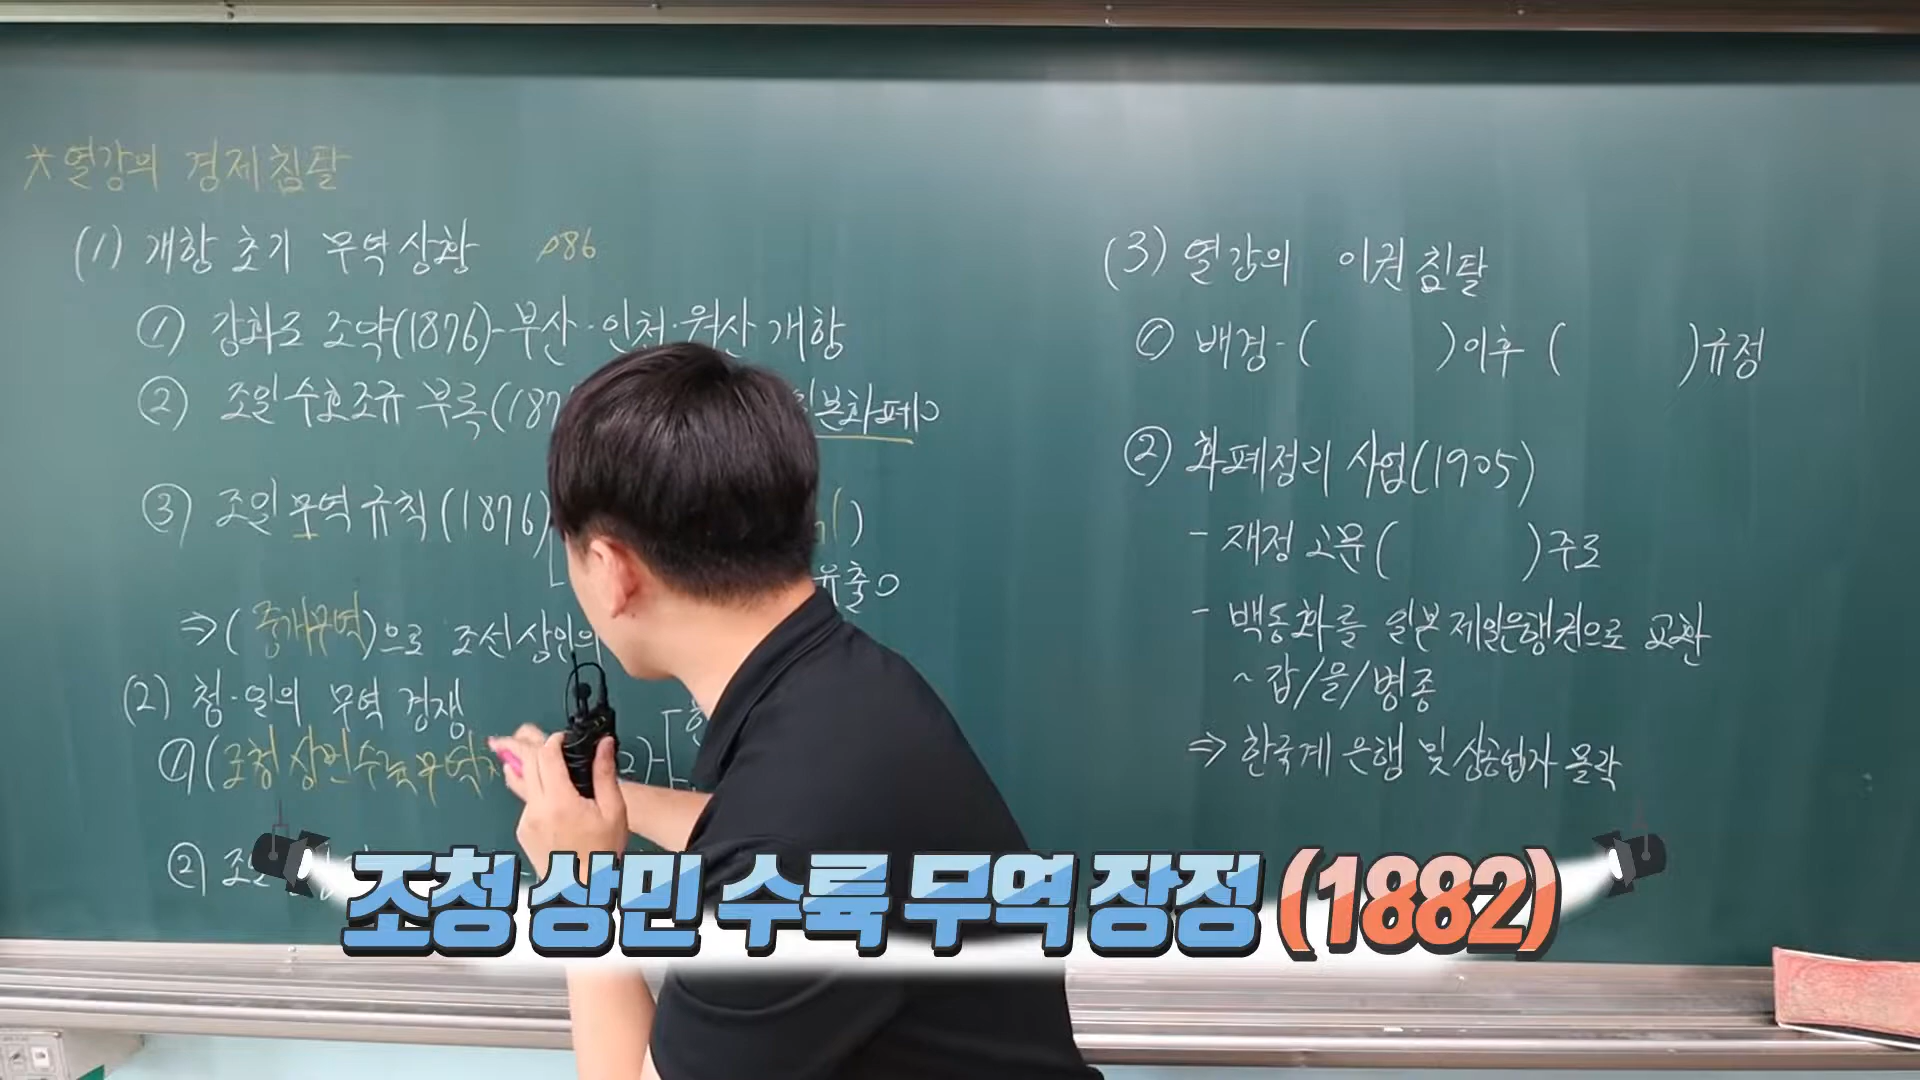 *열강의 경제침탈
(1) 개항 초기 무역상황 p86
① 강화도 조약(1876)-부산·인천·원산 개항
② 조일수호조규 부록(187 일본화폐O
③ 조일무역규칙(1876) )
유출O
⇒(중개무역)으로 조선상인의
(2) 청·일의 무역 경쟁
①(조청상민수륙무역 2)-
②
(3) 열강의 이권침탈
① 배경-( )이후 ( )규정
② 화폐정리 사업(1905)
- 재정 고문( )주도
- 백동화를 일본 제일은행권으로 교환
~ 갑/을/병종
⇒ 한국계 은행 및 상공업자 몰락
조청 상민 수륙 무역 장정 (1882)